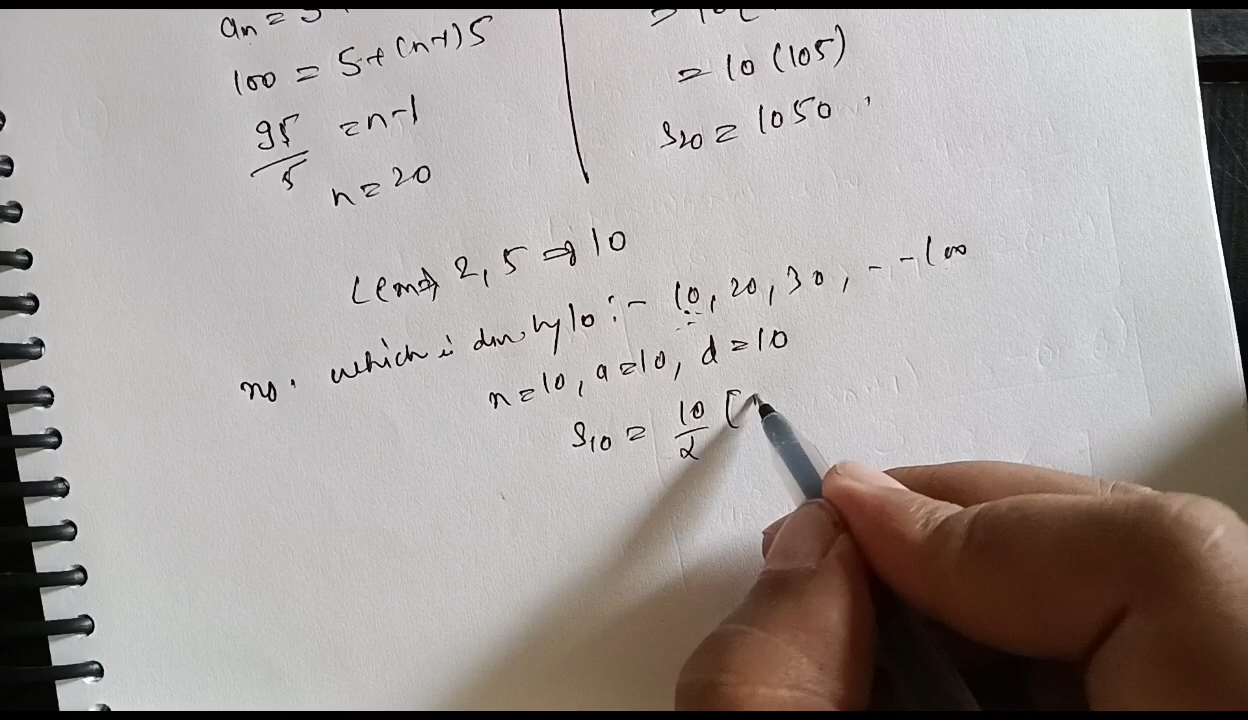 an = 5
100 = 5+(n-1)5
95/5 = n-1
n = 20
= 10 (105)
S20 = 1050
Lcm 2, 5 ⇒ 10
no. which is by 10 :- 10, 20, 30, - - 100
n = 10, a = 10, d = 10
S10 = 10/2 [